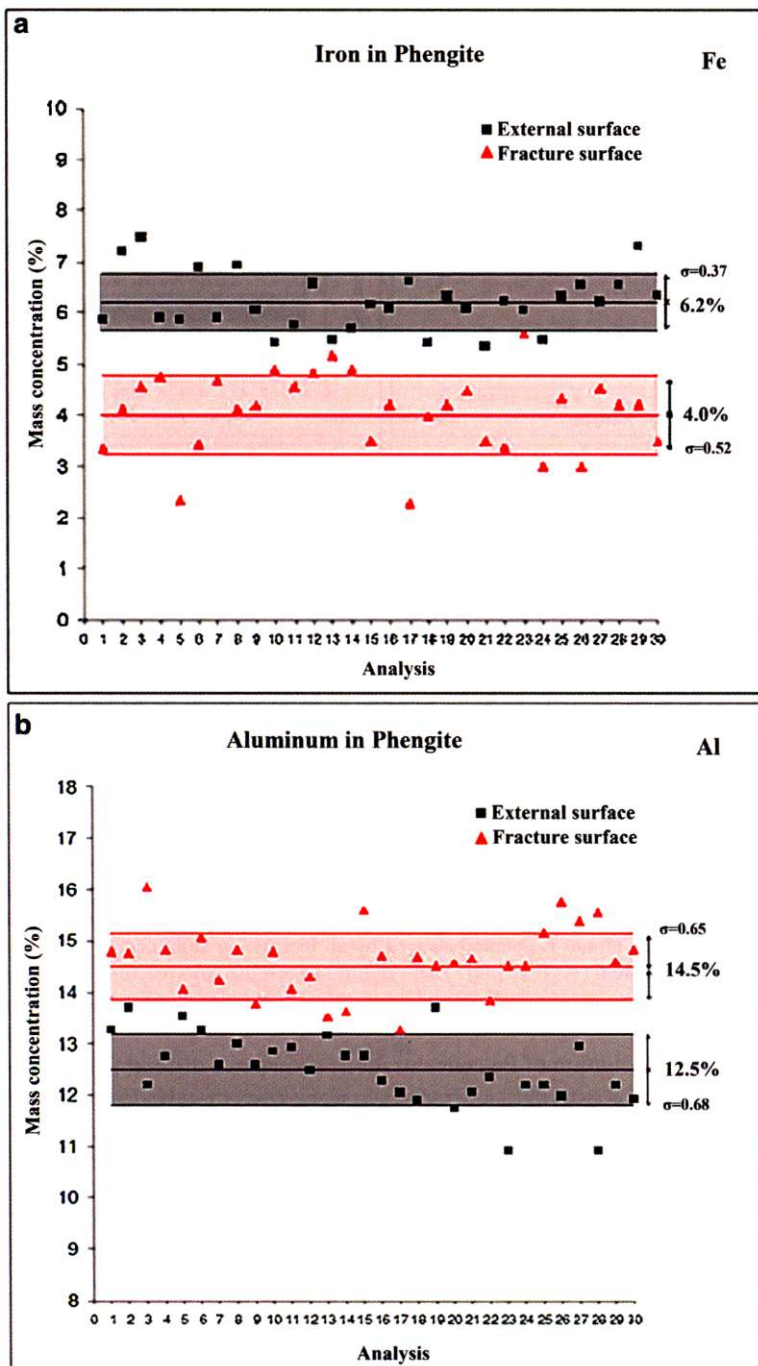 a
Iron in Phengite
Fe
10
9
8
7
6
5
4
3
2
1
0
Mass concentration (%)
External surface
Fracture surface
σ=0.37
6.2%
4.0%
σ=0.52
0 1 2 3 4 5 6 7 8 9 10 11 12 13 14 15 16 17 18 19 20 21 22 23 24 25 26 27 28 29 30
Analysis
b
Aluminum in Phengite
Al
18
17
16
15
14
13
12
11
10
9
8
Mass concentration (%)
External surface
Fracture surface
σ=0.65
14.5%
12.5%
σ=0.68
0 1 2 3 4 5 6 7 8 9 10 11 12 13 14 15 16 17 18 19 20 21 22 23 24 25 26 27 28 29 30
Analysis